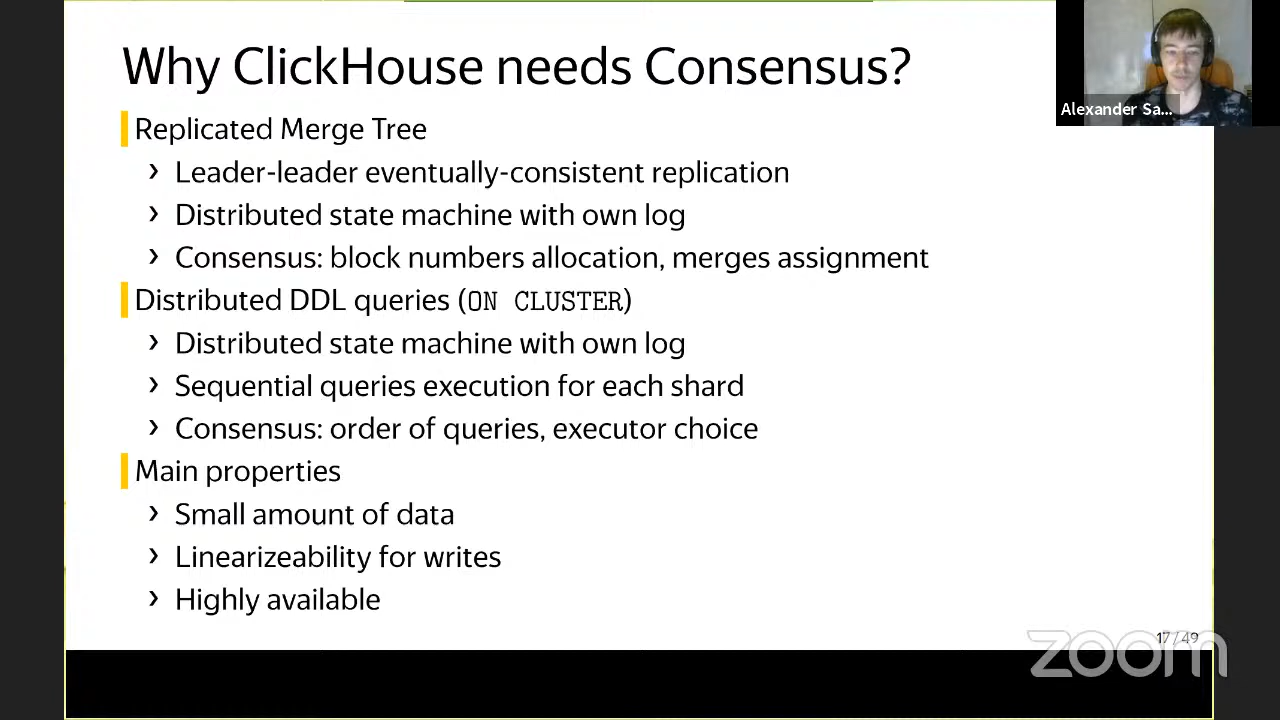 Why ClickHouse needs Consensus?
Alexander Sa...
Replicated Merge Tree
› Leader-leader eventually-consistent replication
› Distributed state machine with own log
› Consensus: block numbers allocation, merges assignment
Distributed DDL queries (ON CLUSTER)
› Distributed state machine with own log
› Sequential queries execution for each shard
› Consensus: order of queries, executor choice
Main properties
› Small amount of data
› Linearizeability for writes
› Highly available
17 / 49
zoom